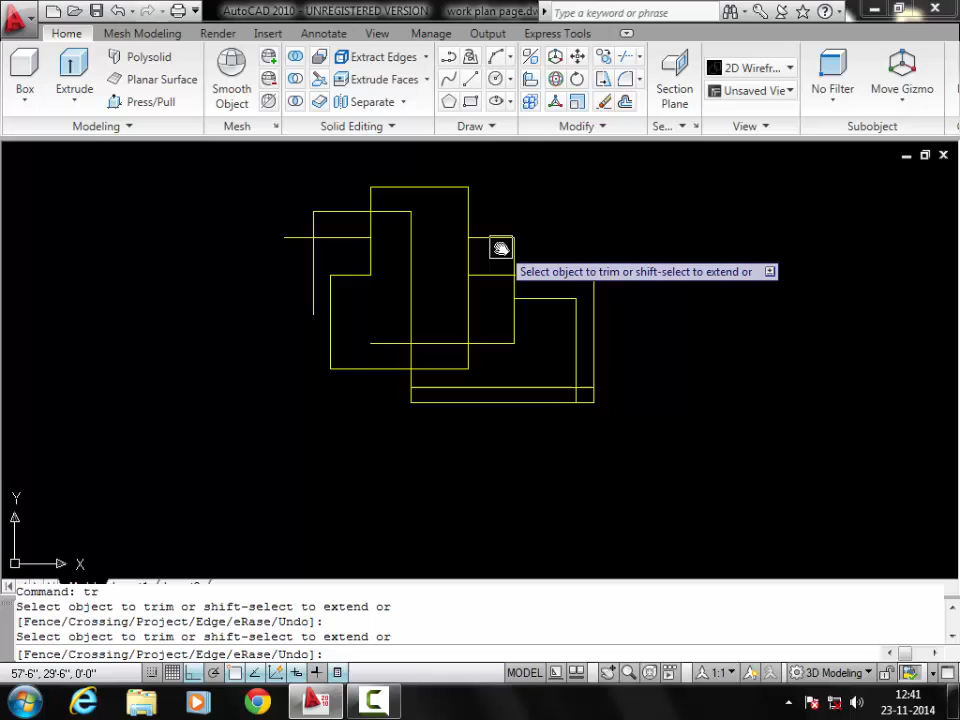 AutoCAD 2010 - UNREGISTERED VERSION work plan page.dw
Type a keyword or phrase
Home Mesh Modeling Render Insert Annotate View Manage Output Express Tools
Polysolid Extract Edges 2D Wirefr...
Planar Surface Extrude Faces Unsaved Vie
Box Extrude Smooth Object Section Plane No Filter Move Gizmo
Press/Pull Separate
Modeling Mesh Solid Editing Draw Modify Se... View Subobject
Select object to trim or shift-select to extend or
Y
X
Command: tr
Select object to trim or shift-select to extend or
[Fence/Crossing/Project/Edge/eRase/Undo]:
Select object to trim or shift-select to extend or
[Fence/Crossing/Project/Edge/eRase/Undo]:
57'-6", 29'-6", 0'-0" MODEL 1:1 3D Modeling
12:41
23-11-2014